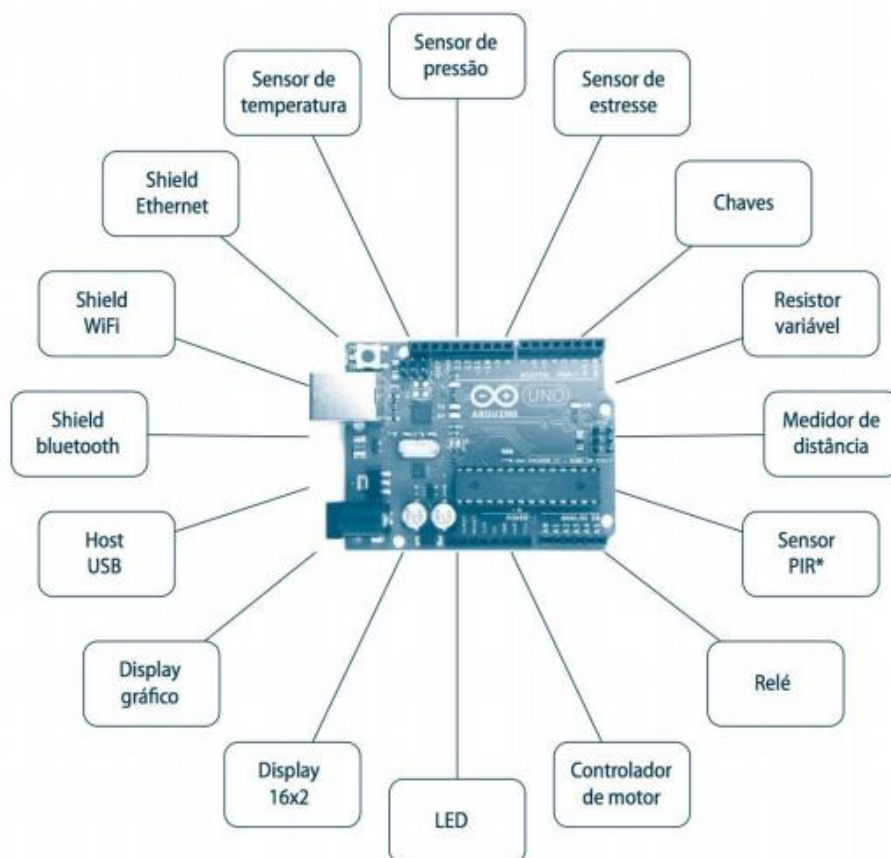 Sensor de
pressão
Sensor de
temperatura
Sensor de
estresse
Shield
Ethernet
Chaves
Shield
WiFi
Resistor
variável
Shield
bluetooth
Medidor de
distância
Host
USB
Sensor
PIR*
Display
gráfico
Relé
Display
16x2
Controlador
de motor
LED
UNO
ARDUINO